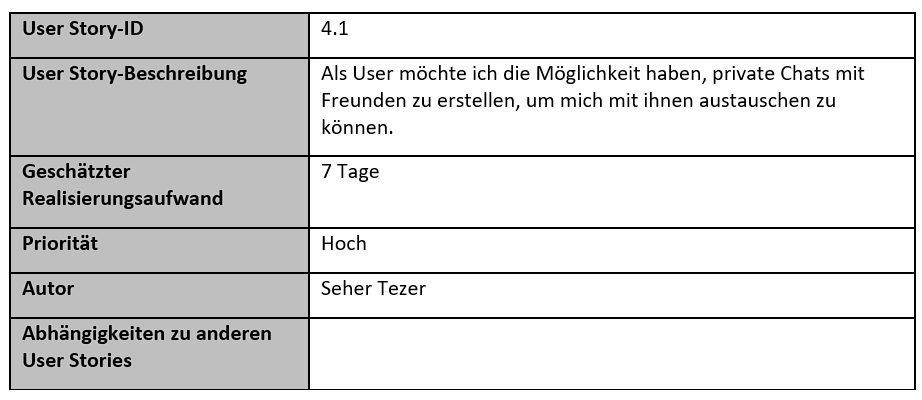 User Story-ID
4.1
User Story-Beschreibung
Als User möchte ich die Möglichkeit haben, private Chats mit
Freunden zu erstellen, um mich mit ihnen austauschen zu
können.
Geschätzter
Realisierungsaufwand
7 Tage
Priorität
Hoch
Autor
Seher Tezer
Abhängigkeiten zu anderen
User Stories